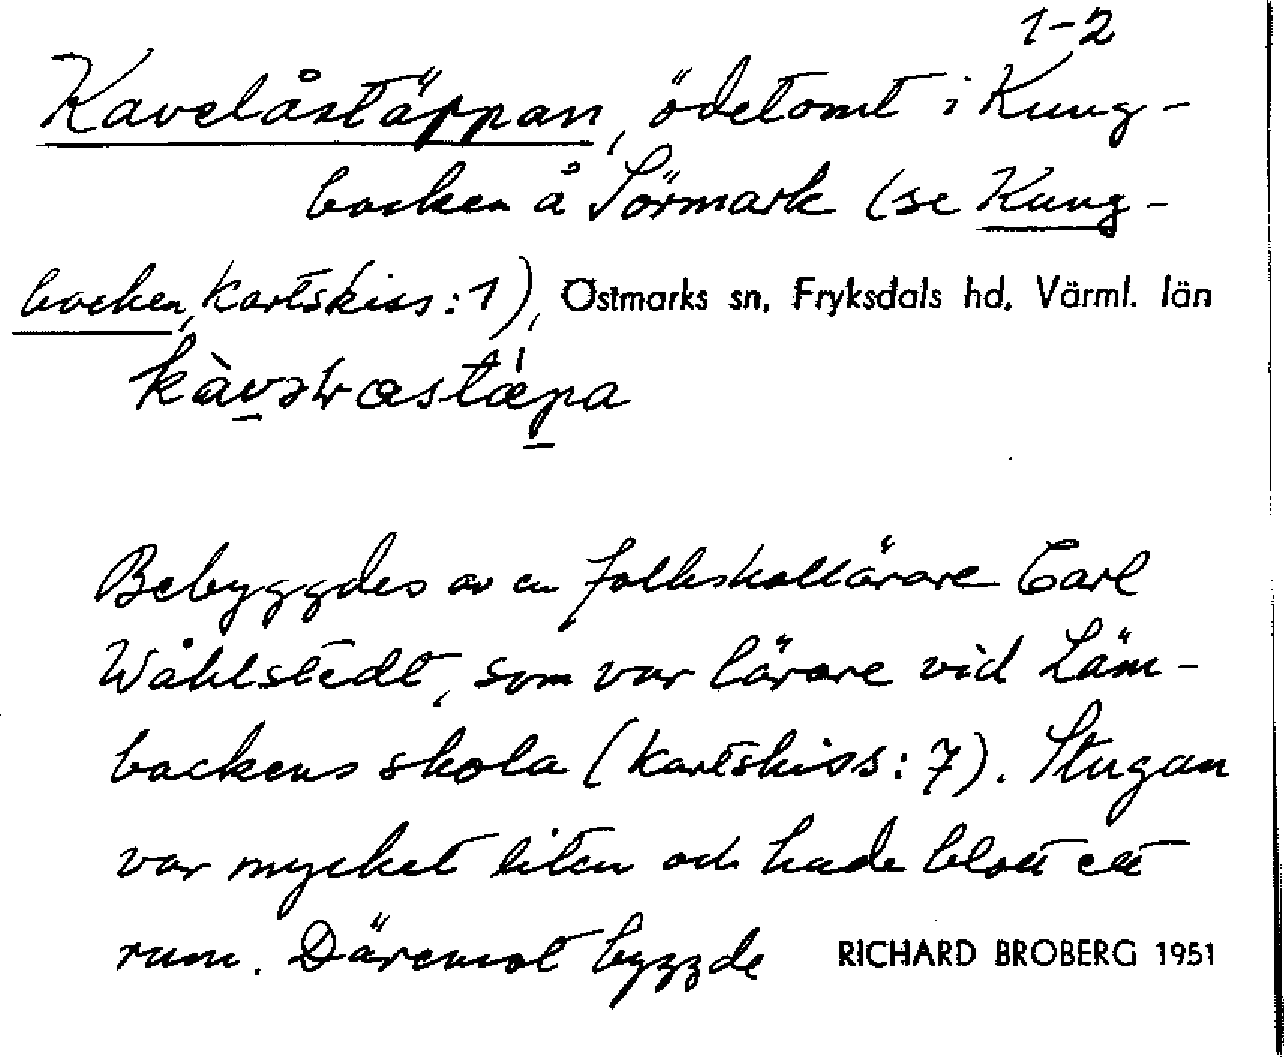 1-2
Kavelåstäppan, ödetomt i Kung-
backen å Sörmark (se Kung-
backen, kartskiss: 1), Östmarks sn, Fryksdals hd, Värml. län
Bebyggdes av en folkskollärare Carl
Wåhlstedt, som var lärare vid Läm-
backens skola (kartskiss: 7). Stugan
var mycket liten och hade blott ett
rum. Däremot byggde RICHARD BROBERG 1951